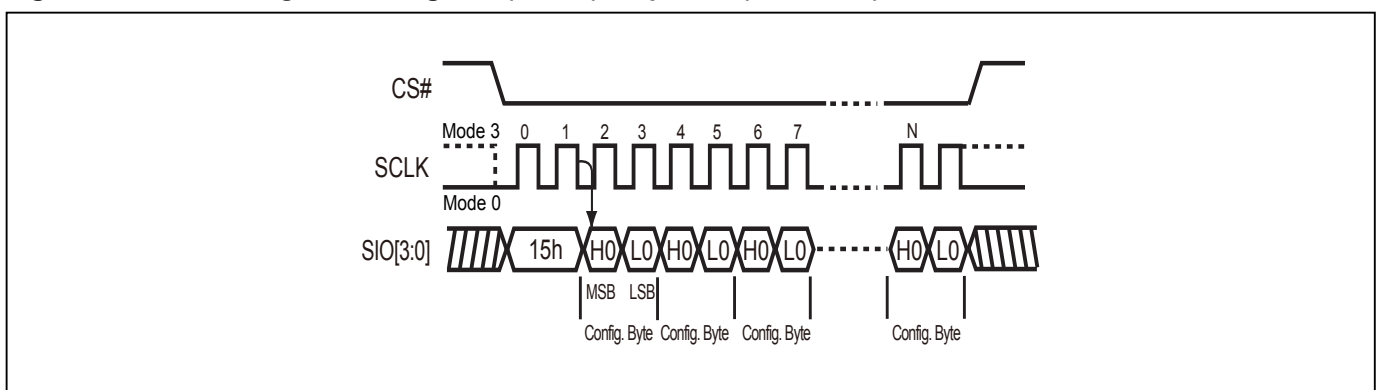 CS#
Mode 3 0 1 2 3 4 5 6 7 N
SCLK
Mode 0
SIO[3:0] 15h H0 L0 H0 L0 H0 L0 H0 L0
MSB LSB
Config. Byte Config. Byte Config. Byte Config. Byte